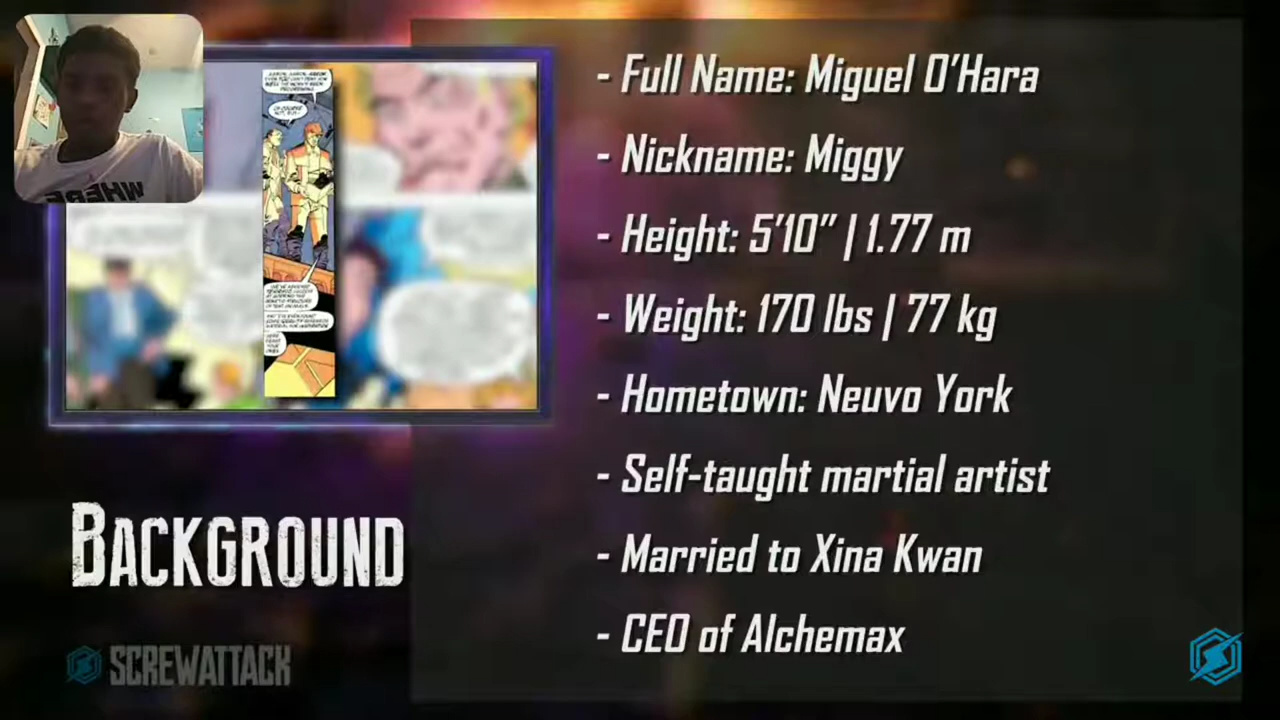 - Full Name: Miguel O'Hara
- Nickname: Miggy
- Height: 5'10" | 1.77 m
- Weight: 170 lbs | 77 kg
- Hometown: Neuvo York
- Self-taught martial artist
- Married to Xina Kwan
- CEO of Alchemax
BACKGROUND
SCREWATTACK
WHERE